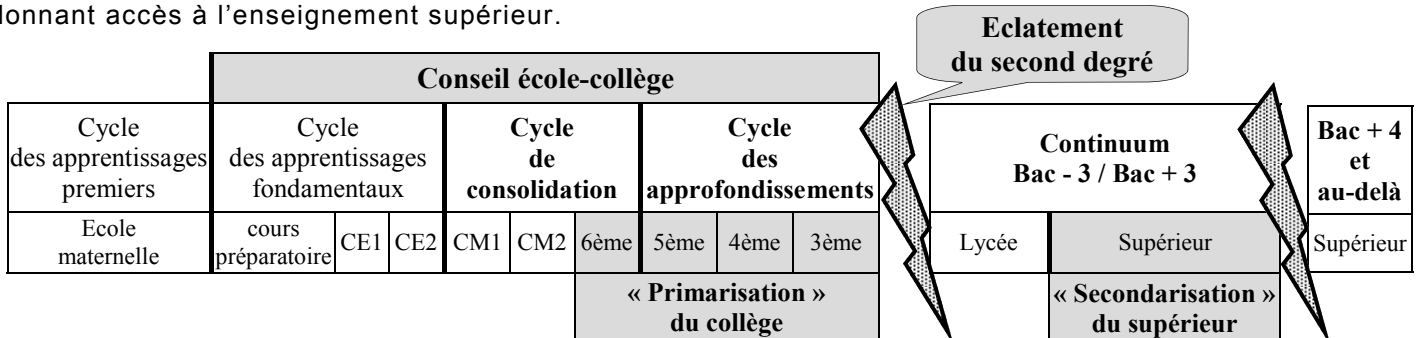 donnant accès à l'enseignement supérieur.
Eclatement
du second degré
Conseil école-collège
Cycle
des apprentissages
premiers
Cycle
des apprentissages
fondamentaux
Cycle
de
consolidation
Cycle
des
approfondissements
Continuum
Bac - 3 / Bac + 3
Bac + 4
et
au-delà
Ecole
maternelle
cours
préparatoire
CE1
CE2
CM1
CM2
6ème
5ème
4ème
3ème
Lycée
Supérieur
Supérieur
« Primarisation »
du collège
« Secondarisation »
du supérieur